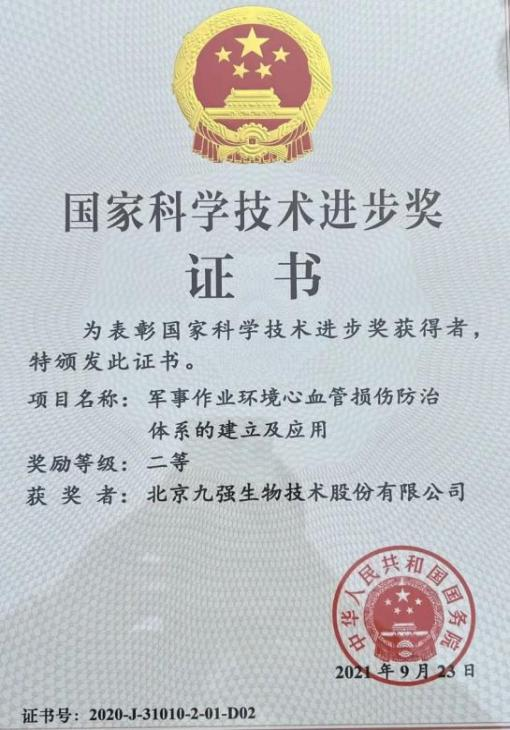 国家科学技术进步奖
证书
为表彰国家科学技术进步奖获得者，
特颁发此证书。
项目名称：军事作业环境心血管损伤防治
体系的建立及应用
奖励等级：二等
获奖者：北京九强生物技术股份有限公司
中华人民共和国国务院
2021年9月23日
证书号：2020-J-31010-2-01-D02